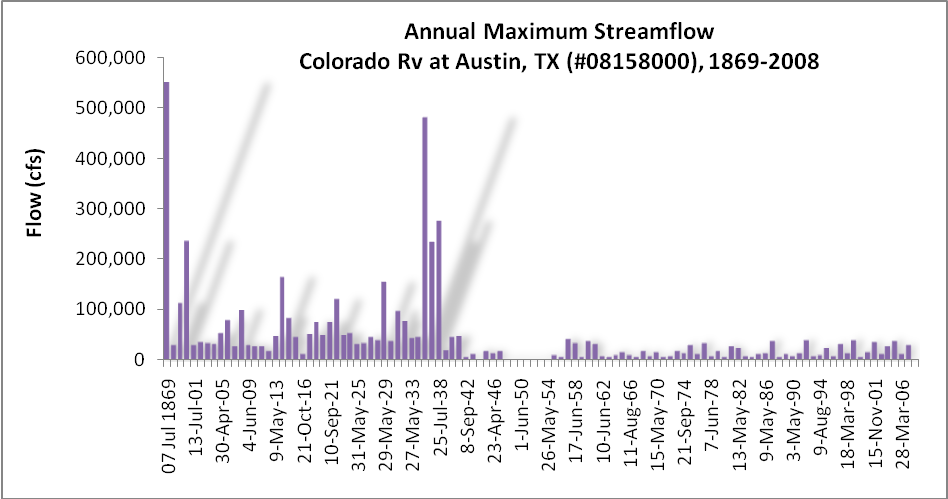 Annual Maximum Streamflow
Colorado Rv at Austin, TX (#08158000), 1869-2008
Flow (cfs)
600,000
500,000
400,000
300,000
200,000
100,000
0
07 Jul 1869
13-Jul-01
30-Apr-05
4-Jun-09
9-May-13
21-Oct-16
10-Sep-21
31-May-25
29-May-29
27-May-33
25-Jul-38
8-Sep-42
23-Apr-46
1-Jun-50
26-May-54
17-Jun-58
10-Jun-62
11-Aug-66
15-May-70
21-Sep-74
7-Jun-78
13-May-82
9-May-86
3-May-90
9-Aug-94
18-Mar-98
15-Nov-01
28-Mar-06